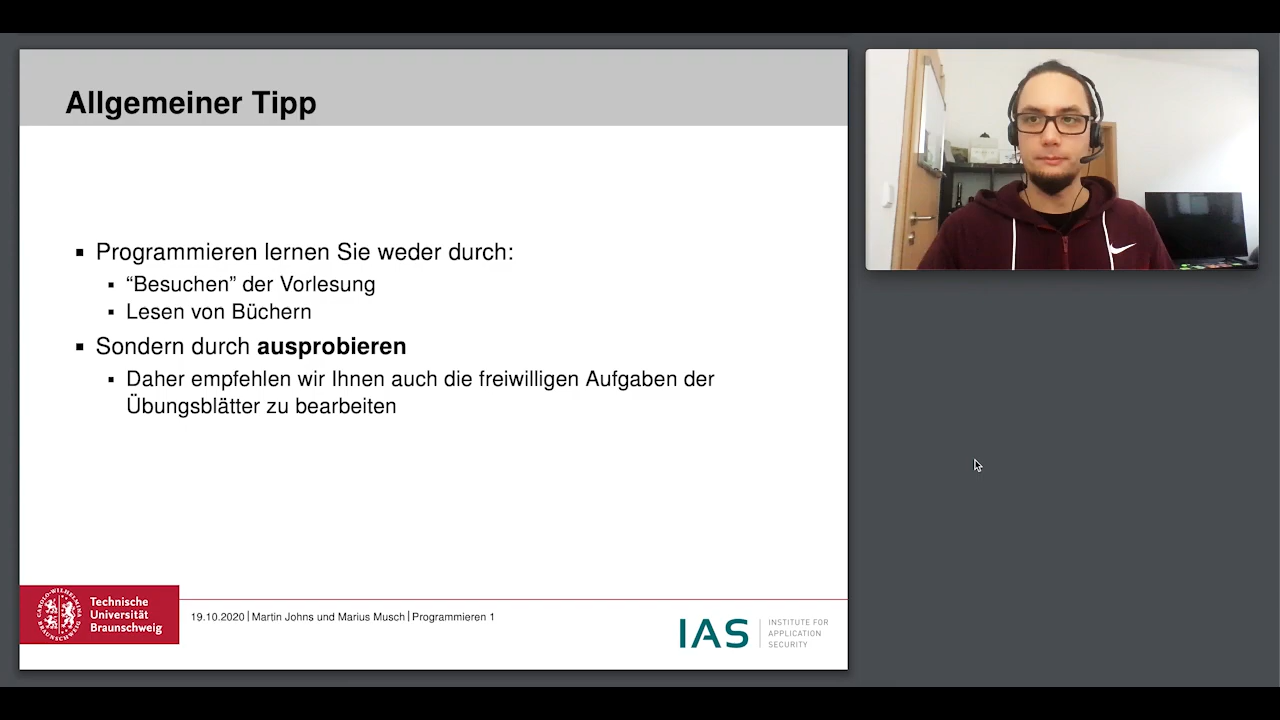 Allgemeiner Tipp
Programmieren lernen Sie weder durch:
“Besuchen” der Vorlesung
Lesen von Büchern
Sondern durch ausprobieren
Daher empfehlen wir Ihnen auch die freiwilligen Aufgaben der
Übungsblätter zu bearbeiten
Technische
Universität
Braunschweig
19.10.2020 | Martin Johns und Marius Musch | Programmieren 1
IAS
INSTITUTE FOR
APPLICATION
SECURITY